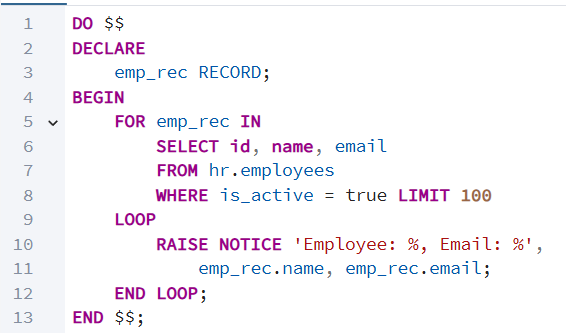 1 DO $$
2 DECLARE
3     emp_rec RECORD;
4 BEGIN
5     FOR emp_rec IN
6         SELECT id, name, email
7         FROM hr.employees
8         WHERE is_active = true LIMIT 100
9     LOOP
10         RAISE NOTICE 'Employee: %, Email: %',
11             emp_rec.name, emp_rec.email;
12     END LOOP;
13 END $$;